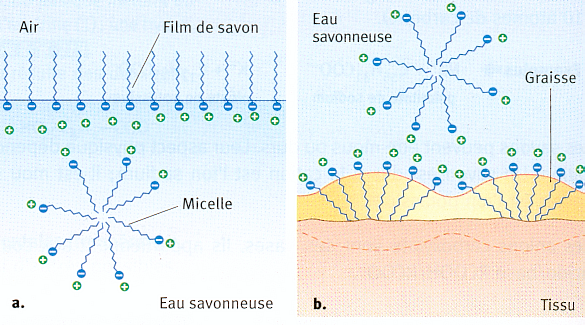 Air
Film de savon
Micelle
a.
Eau savonneuse
Eau
savonneuse
Graisse
b.
Tissu